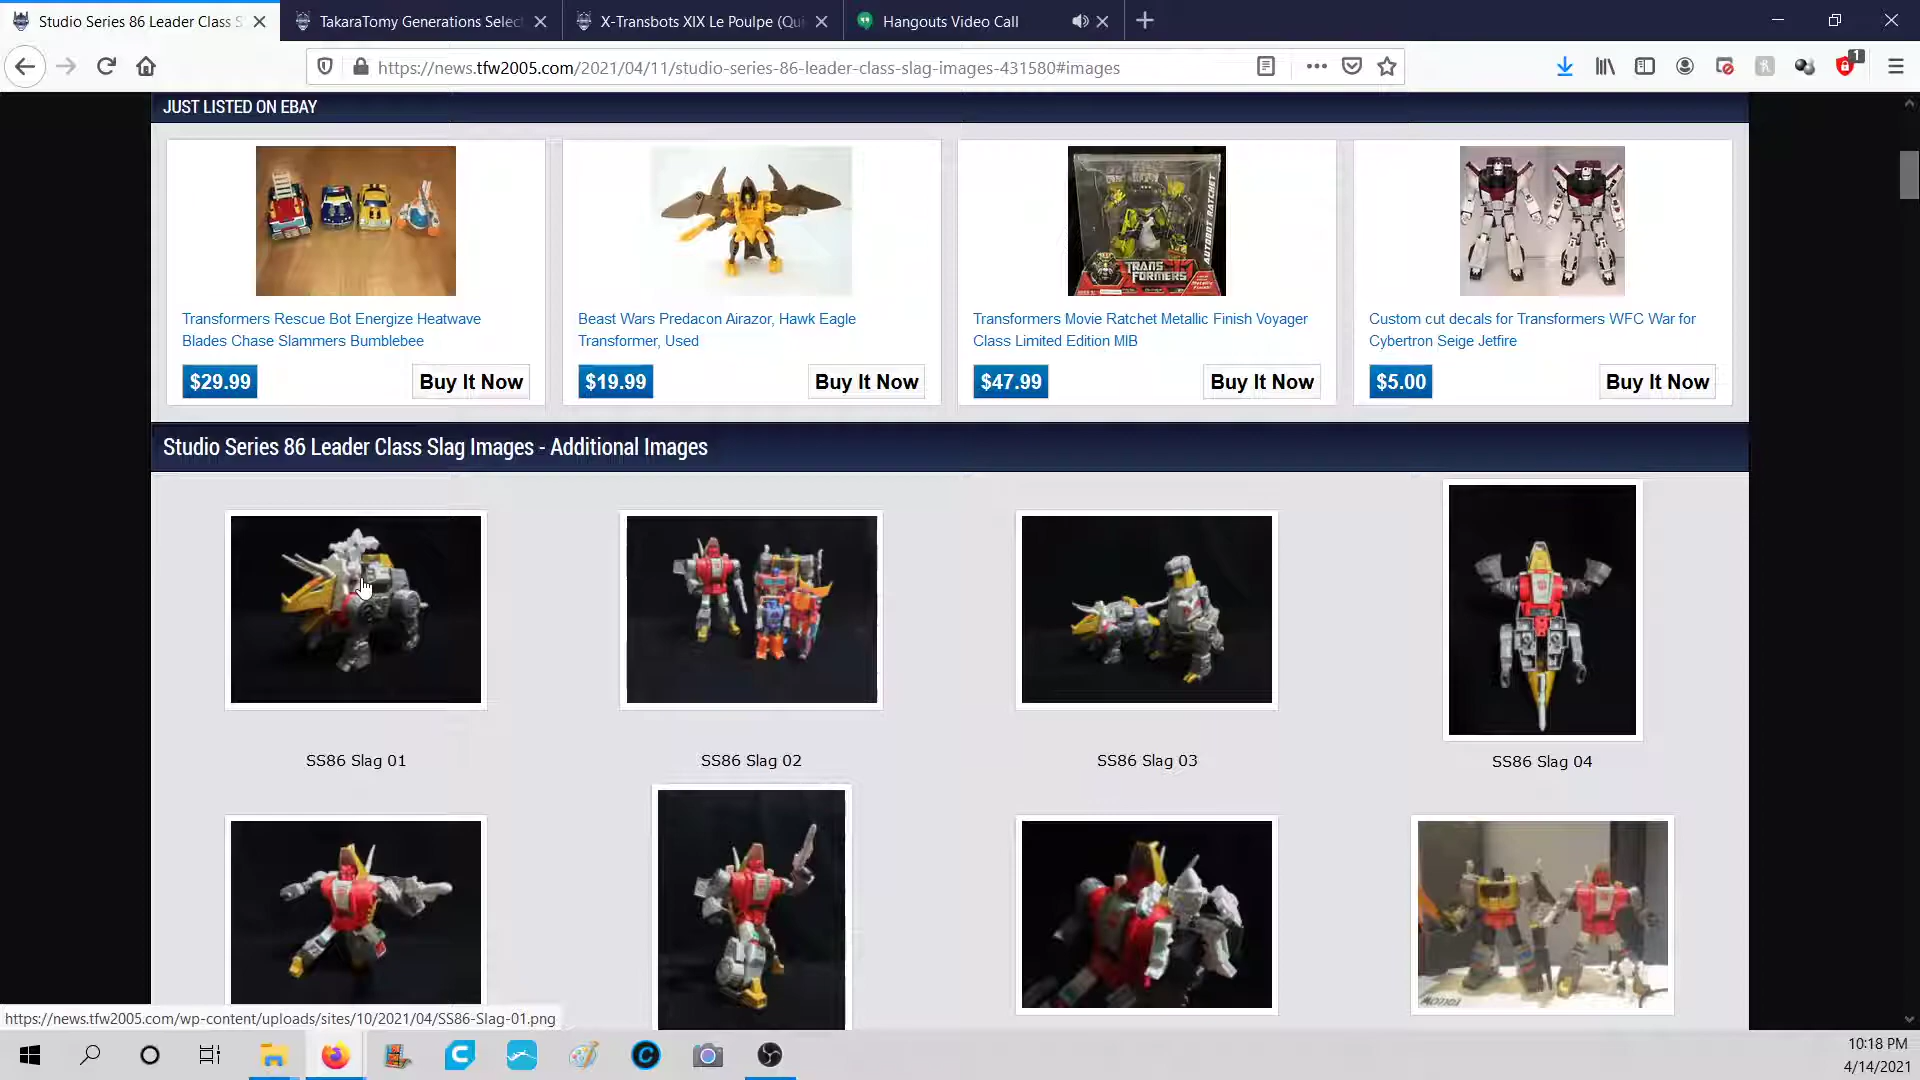 Studio Series 86 Leader Class S
TakaraTomy Generations Select
X-Transbots XIX Le Poulpe (Qui
Hangouts Video Call
https://news.tfw2005.com/2021/04/11/studio-series-86-leader-class-slag-images-431580#images
1
JUST LISTED ON EBAY
AUTOBOT RATCHET
TRANSFORMERS
Transformers Rescue Bot Energize Heatwave
Blades Chase Slammers Bumblebee
$29.99
Buy It Now
Beast Wars Predacon Airazor, Hawk Eagle
Transformer, Used
$19.99
Buy It Now
Transformers Movie Ratchet Metallic Finish Voyager
Class Limited Edition MIB
$47.99
Buy It Now
Custom cut decals for Transformers WFC War for
Cybertron Seige Jetfire
$5.00
Buy It Now
Studio Series 86 Leader Class Slag Images - Additional Images
SS86 Slag 01
SS86 Slag 02
SS86 Slag 03
SS86 Slag 04
https://news.tfw2005.com/wp-content/uploads/sites/10/2021/04/SS86-Slag-01.png
10:18 PM
4/14/2021